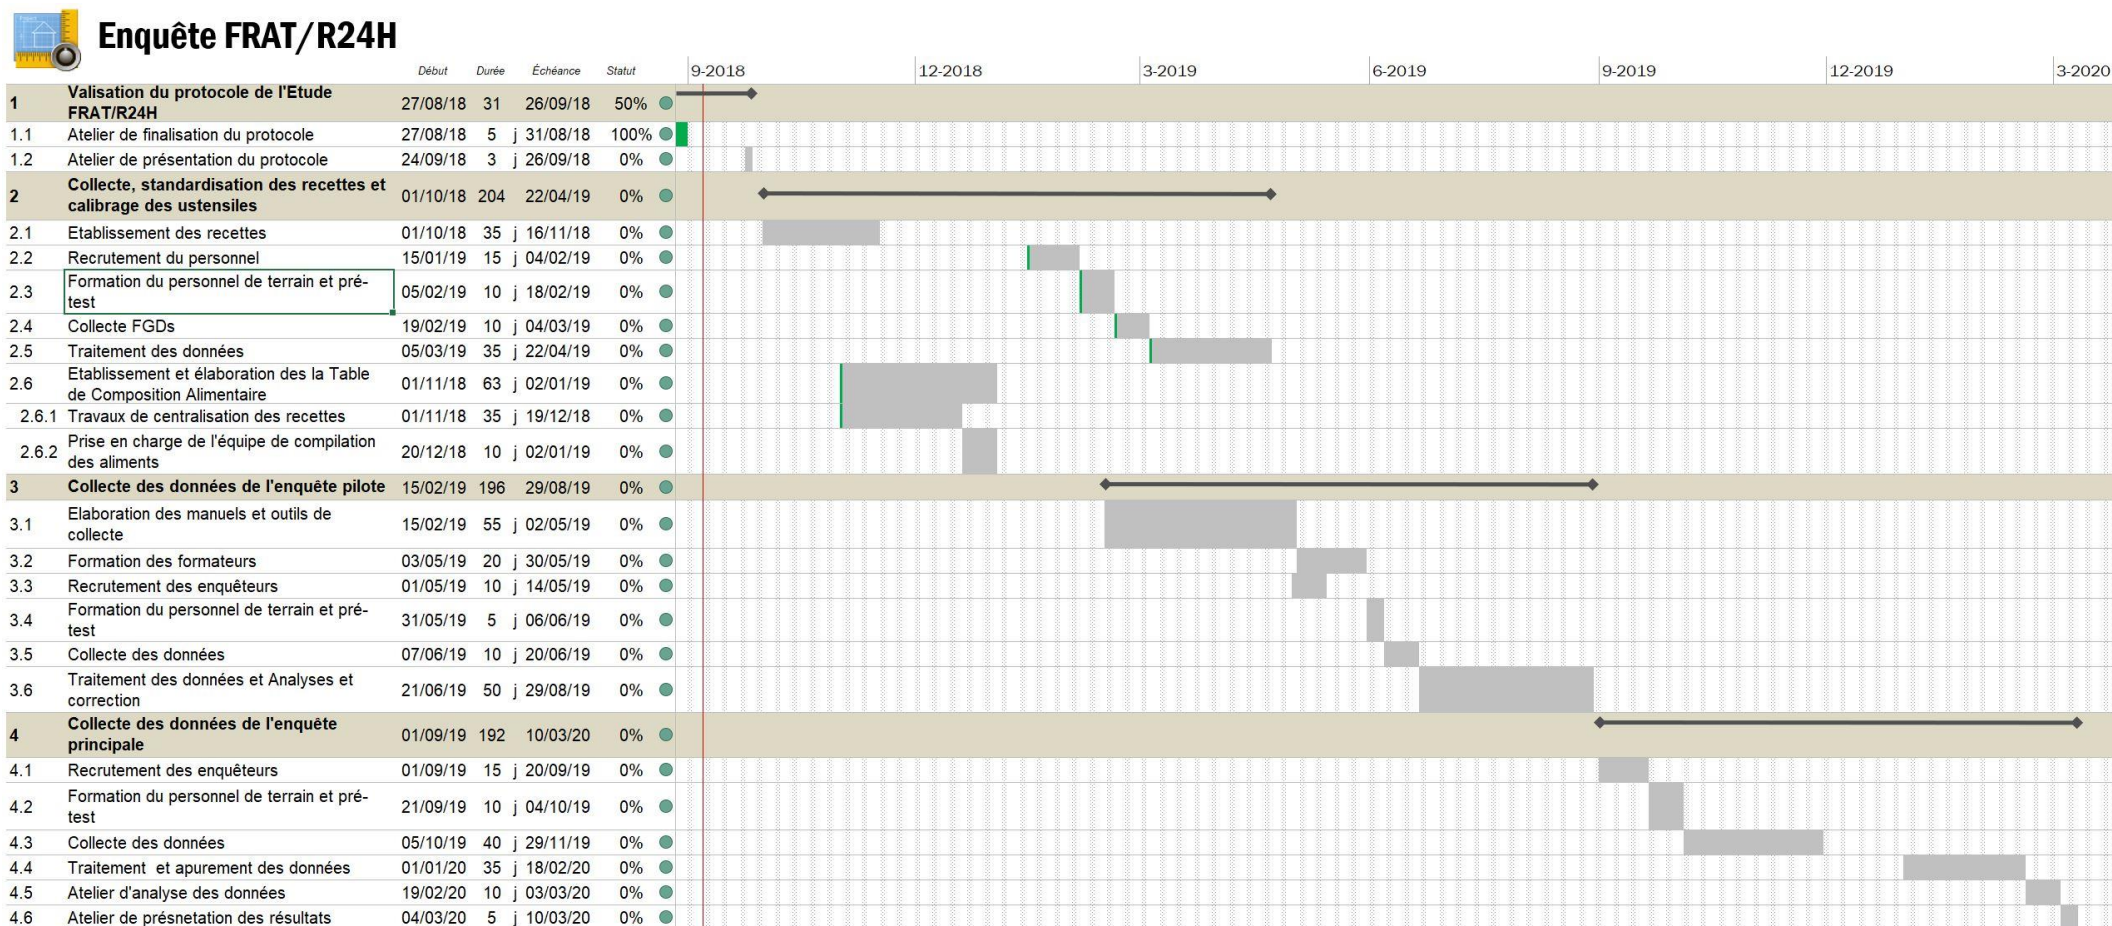 Enquête FRAT/R24H
Début Durée Échéance Statut 9-2018 12-2018 3-2019 6-2019 9-2019 12-2019 3-2020
1 Valisation du protocole de l'Etude
FRAT/R24H 27/08/18 31 26/09/18 50%
1.1 Atelier de finalisation du protocole 27/08/18 5 j 31/08/18 100%
1.2 Atelier de présentation du protocole 24/09/18 3 j 26/09/18 0%
2 Collecte, standardisation des recettes et
calibrage des ustensiles 01/10/18 204 22/04/19 0%
2.1 Etablissement des recettes 01/10/18 35 j 16/11/18 0%
2.2 Recrutement du personnel 15/01/19 15 j 04/02/19 0%
2.3 Formation du personnel de terrain et pré-
test 05/02/19 10 j 18/02/19 0%
2.4 Collecte FGDs 19/02/19 10 j 04/03/19 0%
2.5 Traitement des données 05/03/19 35 j 22/04/19 0%
2.6 Etablissement et élaboration des la Table
de Composition Alimentaire 01/11/18 63 j 02/01/19 0%
2.6.1 Travaux de centralisation des recettes 01/11/18 35 j 19/12/18 0%
2.6.2 Prise en charge de l'équipe de compilation
des aliments 20/12/18 10 j 02/01/19 0%
3 Collecte des données de l'enquête pilote 15/02/19 196 29/08/19 0%
3.1 Elaboration des manuels et outils de
collecte 15/02/19 55 j 02/05/19 0%
3.2 Formation des formateurs 03/05/19 20 j 30/05/19 0%
3.3 Recrutement des enquêteurs 01/05/19 10 j 14/05/19 0%
3.4 Formation du personnel de terrain et pré-
test 31/05/19 5 j 06/06/19 0%
3.5 Collecte des données 07/06/19 10 j 20/06/19 0%
3.6 Traitement des données et Analyses et
correction 21/06/19 50 j 29/08/19 0%
4 Collecte des données de l'enquête
principale 01/09/19 192 10/03/20 0%
4.1 Recrutement des enquêteurs 01/09/19 15 j 20/09/19 0%
4.2 Formation du personnel de terrain et pré-
test 21/09/19 10 j 04/10/19 0%
4.3 Collecte des données 05/10/19 40 j 29/11/19 0%
4.4 Traitement et apurement des données 01/01/20 35 j 18/02/20 0%
4.5 Atelier d'analyse des données 19/02/20 10 j 03/03/20 0%
4.6 Atelier de présnetation des résultats 04/03/20 5 j 10/03/20 0%